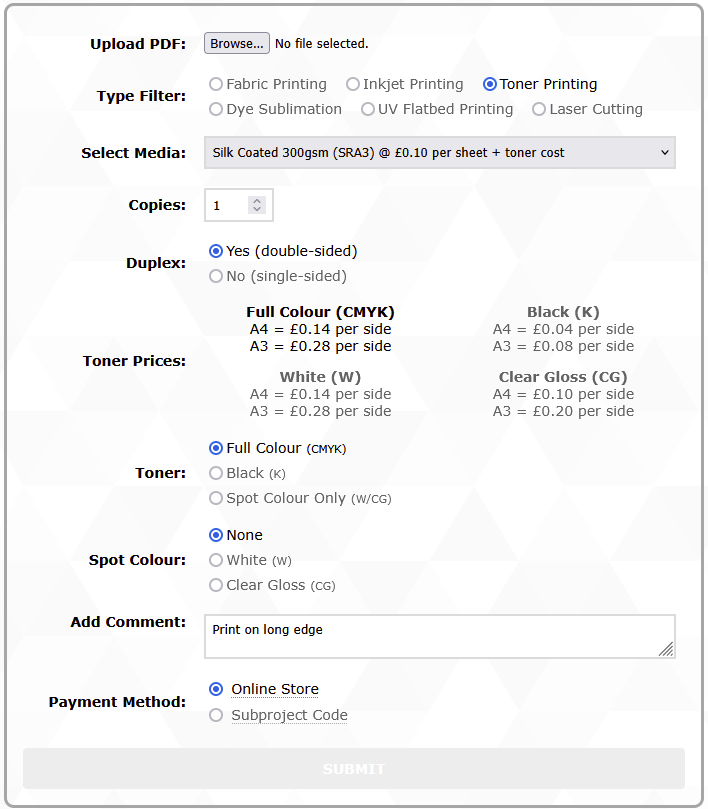 Upload PDF: Browse... No file selected.
Type Filter:
Fabric Printing Inkjet Printing Toner Printing
Dye Sublimation UV Flatbed Printing Laser Cutting
Select Media: Silk Coated 300gsm (SRA3) @ £0.10 per sheet + toner cost
Copies: 1
Duplex:
Yes (double-sided)
No (single-sided)
Toner Prices:
Full Colour (CMYK) Black (K)
A4 = £0.14 per side A4 = £0.04 per side
A3 = £0.28 per side A3 = £0.08 per side
White (W) Clear Gloss (CG)
A4 = £0.14 per side A4 = £0.10 per side
A3 = £0.28 per side A3 = £0.20 per side
Toner:
Full Colour (CMYK)
Black (K)
Spot Colour Only (W/CG)
Spot Colour:
None
White (W)
Clear Gloss (CG)
Add Comment: Print on long edge
Payment Method:
Online Store
Subproject Code
SUBMIT